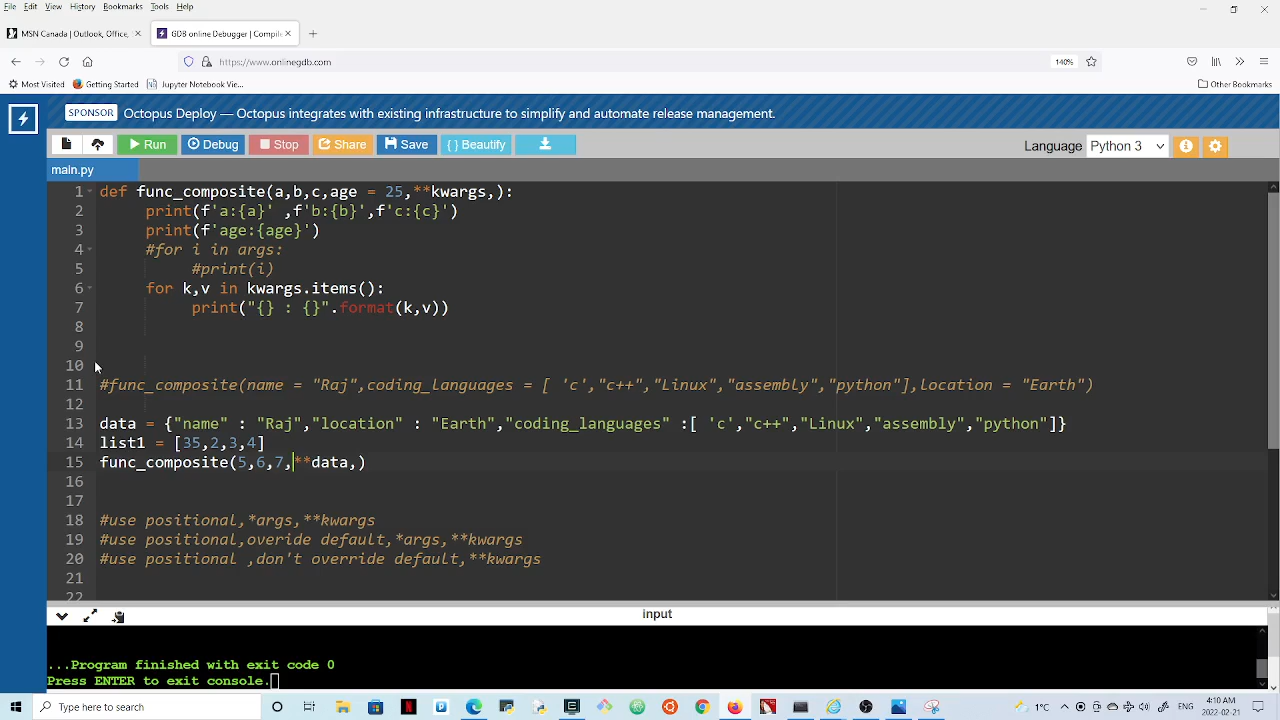 File Edit View History Bookmarks Tools Help
MSN Canada | Outlook, Office, × GDB online Debugger | Compile × +
https://www.onlinegdb.com 140%
Most Visited Getting Started Jupyter Notebook Vie... Other Bookmarks
SPONSOR Octopus Deploy — Octopus integrates with existing infrastructure to simplify and automate release management.
Run Debug Stop Share Save { } Beautify Language Python 3
main.py
1 def func_composite(a,b,c,age = 25,**kwargs,):
2 print(f'a:{a}' ,f'b:{b}',f'c:{c}')
3 print(f'age:{age}')
4 #for i in args:
5 #print(i)
6 for k,v in kwargs.items():
7 print("{} : {}".format(k,v))
8
9
10
11 #func_composite(name = "Raj",coding_languages = [ 'c',"c++","Linux","assembly","python"],location = "Earth")
12
13 data = {"name" : "Raj","location" : "Earth","coding_languages" :[ 'c',"c++","Linux","assembly","python"]}
14 list1 = [35,2,3,4]
15 func_composite(5,6,7,**data,)
16
17
18 #use positional,*args,**kwargs
19 #use positional,overide default,*args,**kwargs
20 #use positional ,don't override default,**kwargs
21
22
input
...Program finished with exit code 0
Press ENTER to exit console.
Type here to search 1°C 4:10 AM
2022-02-21